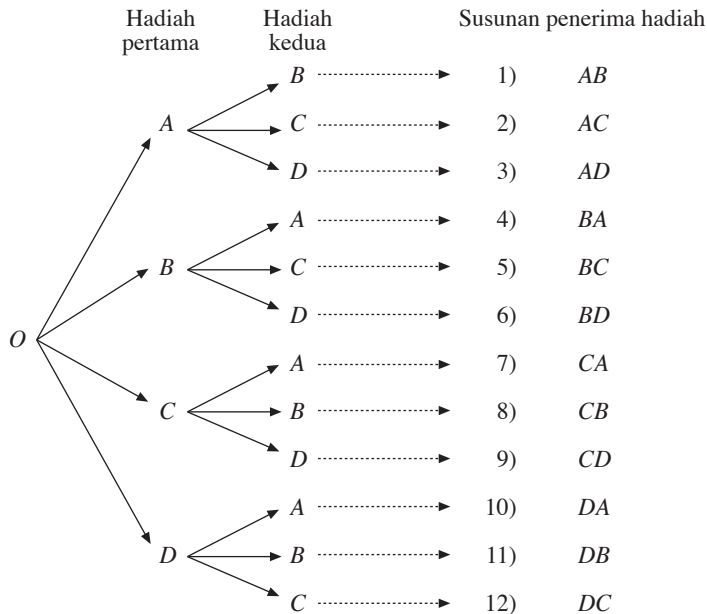 Hadiah pertama
Hadiah kedua
Susunan penerima hadiah
O
A
B 1) AB
C 2) AC
D 3) AD
B
A 4) BA
C 5) BC
D 6) BD
C
A 7) CA
B 8) CB
D 9) CD
D
A 10) DA
B 11) DB
C 12) DC